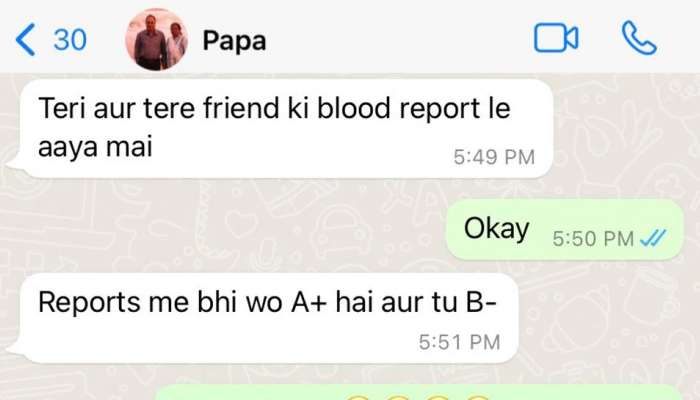 30
Papa
Teri aur tere friend ki blood report le
aaya mai
5:49 PM
Okay
5:50 PM
Reports me bhi wo A+ hai aur tu B-
5:51 PM